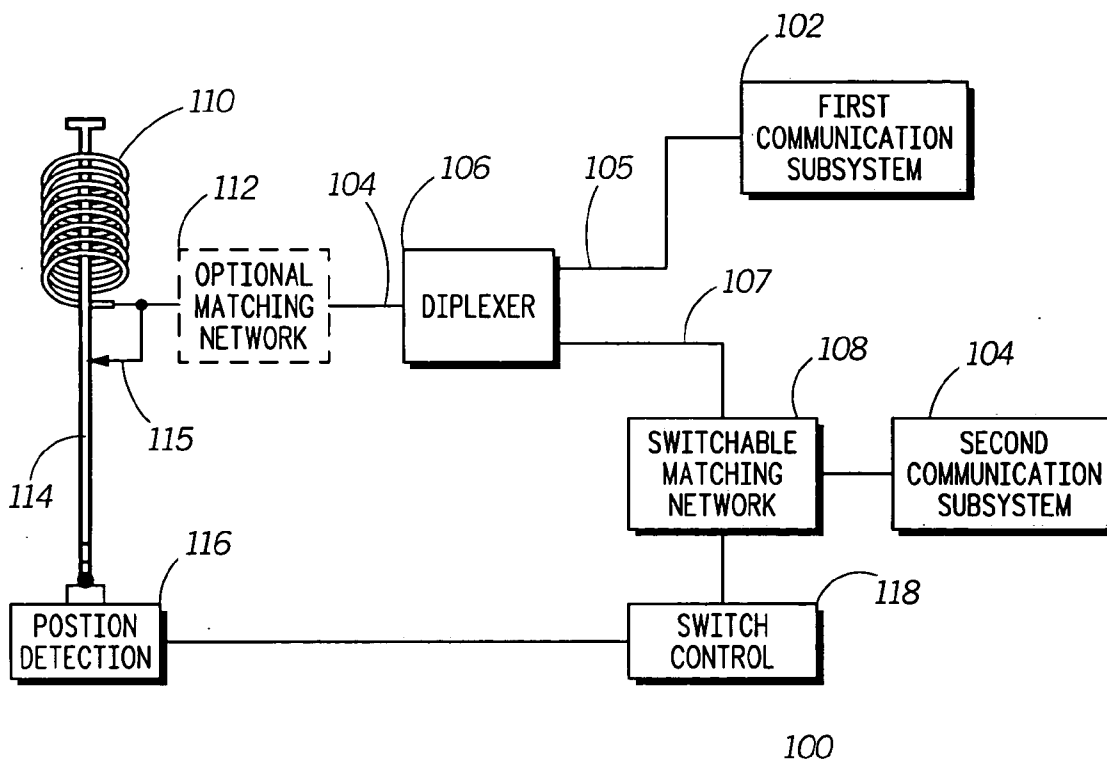 102
FIRST
COMMUNICATION
SUBSYSTEM
110
112
104
106
105
OPTIONAL
MATCHING
NETWORK
DIPLEXER
107
108
104
115
114
SWITCHABLE
MATCHING
NETWORK
SECOND
COMMUNICATION
SUBSYSTEM
116
118
POSTION
DETECTION
SWITCH
CONTROL
100